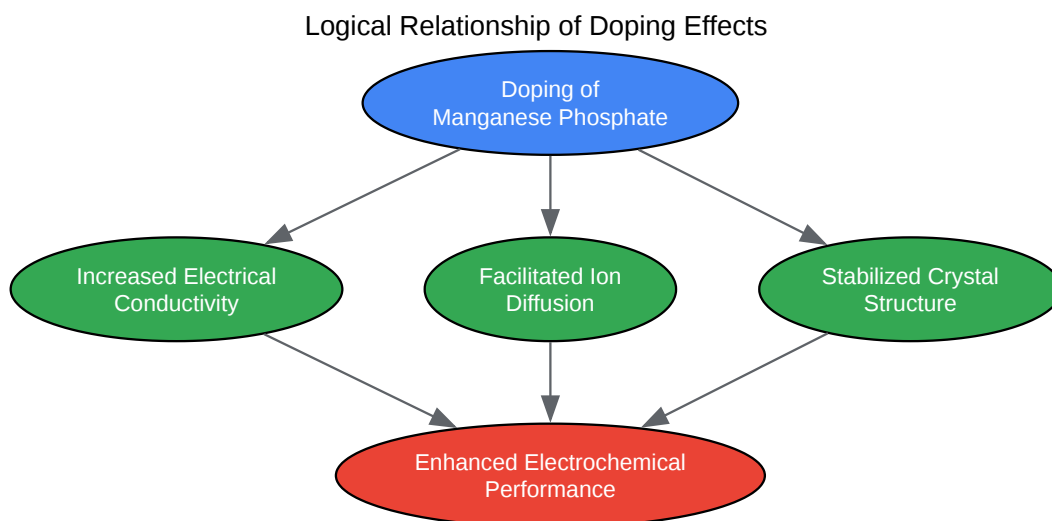 Logical Relationship of Doping Effects
Doping of
Manganese Phosphate
Increased Electrical
Conductivity
Facilitated Ion
Diffusion
Stabilized Crystal
Structure
Enhanced Electrochemical
Performance